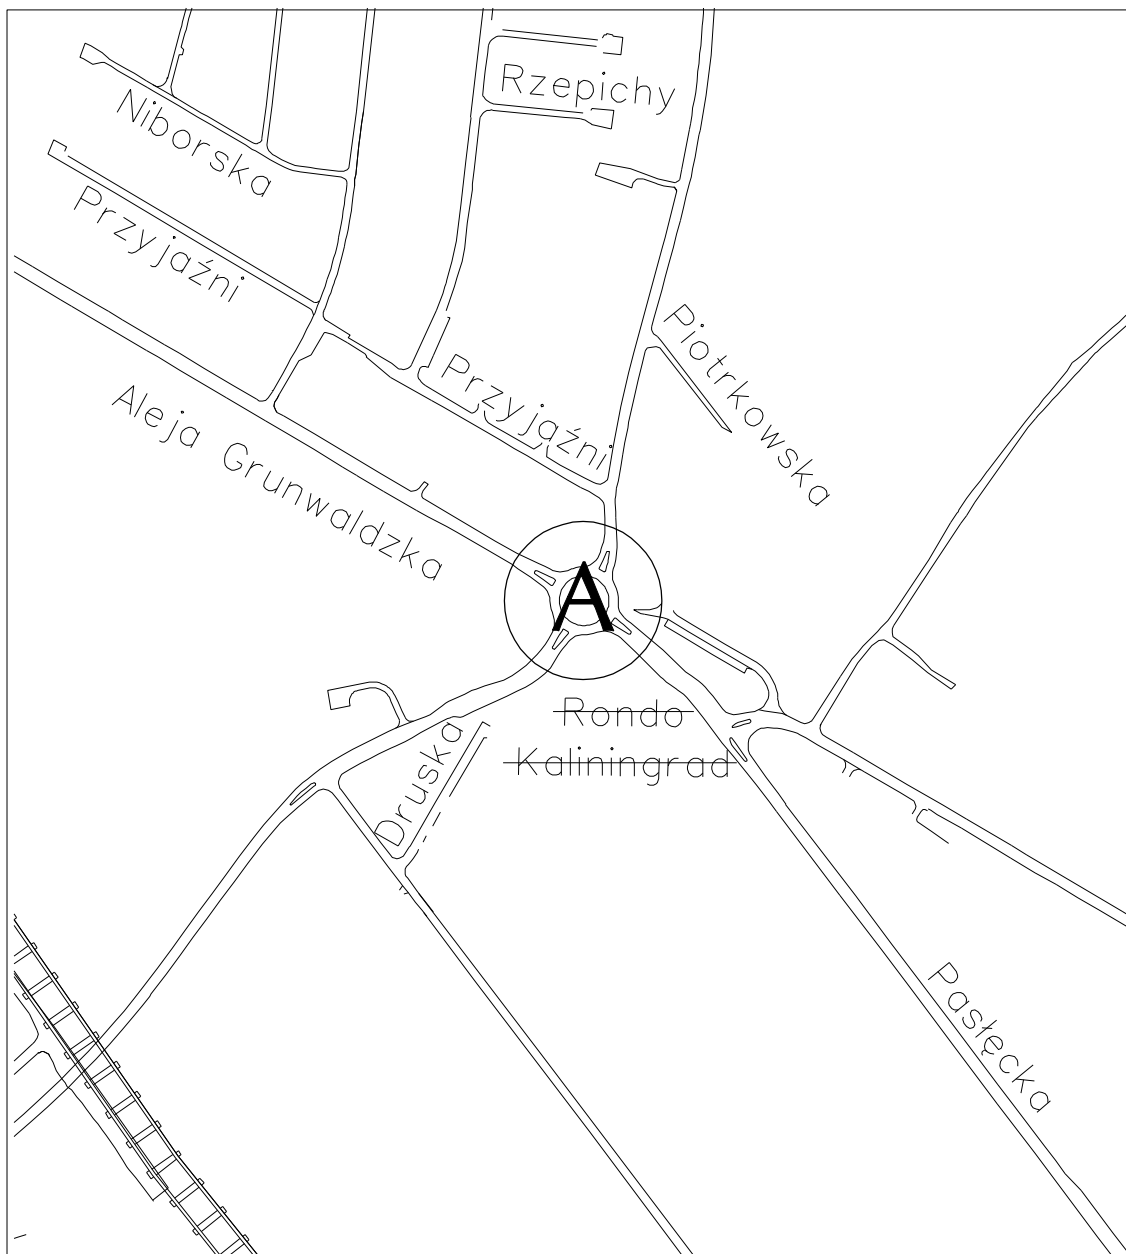 Rzepichy
Niborska
Przyjaźni
Piotrkowska
Przyjaźni
Aleja Grunwaldzka
A
Rondo
Kaliningrad
Druska
Pasłęcka